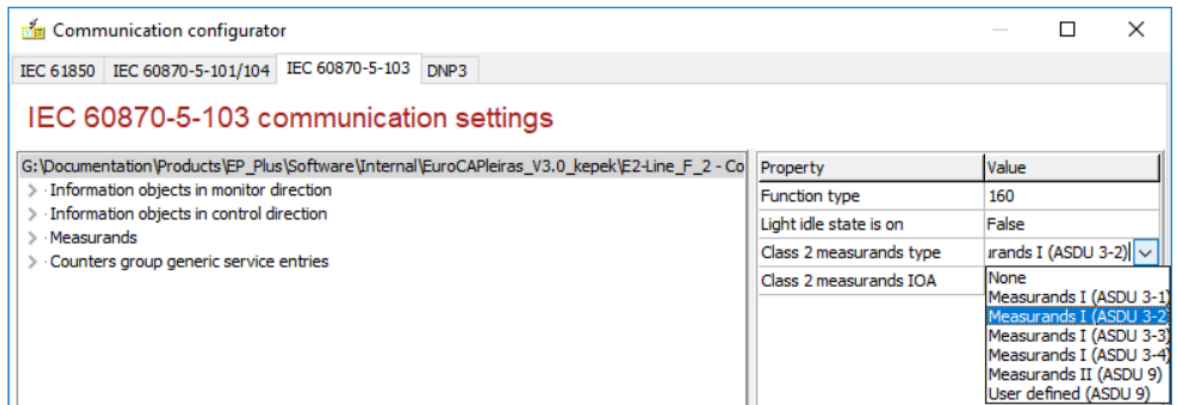 Communication configurator
IEC 61850 IEC 60870-5-101/104 IEC 60870-5-103 DNP3
IEC 60870-5-103 communication settings
G:\Documentation\Products\EP_Plus\Software\Internal\EuroCAPleiras_V3.0_kepek\E2-Line_F_2 - Co
Information objects in monitor direction
Information objects in control direction
Measurands
Counters group generic service entries
Property Value
Function type 160
Light idle state is on False
Class 2 measurands type urands I (ASDU 3-2)
Class 2 measurands IOA
None
Measurands I (ASDU 3-1)
Measurands I (ASDU 3-2
Measurands I (ASDU 3-3)
Measurands I (ASDU 3-4)
Measurands II (ASDU 9)
User defined (ASDU 9)